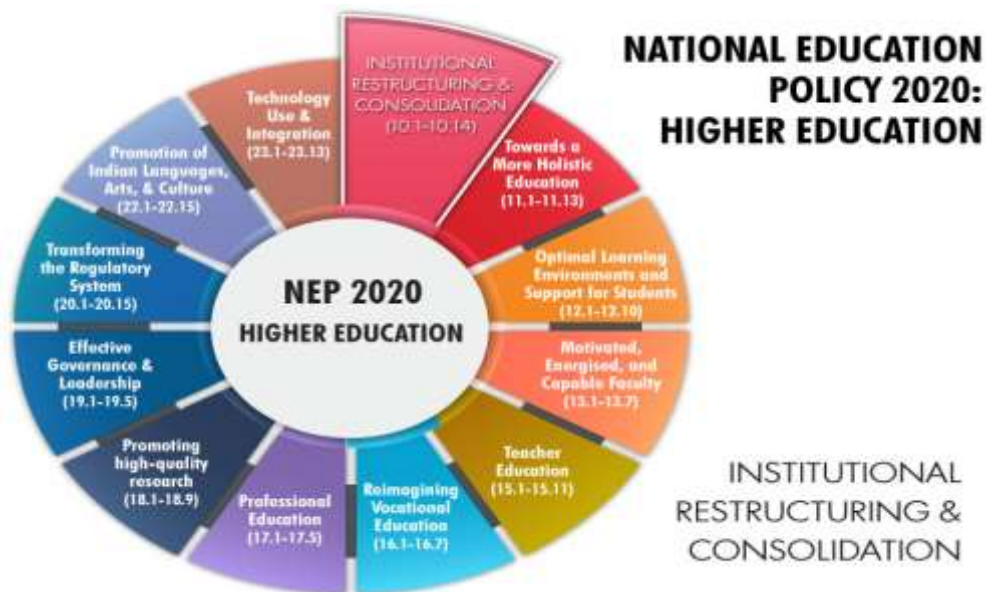 NATIONAL EDUCATION
POLICY 2020:
HIGHER EDUCATION
INSTITUTIONAL
RESTRUCTURING &
CONSOLIDATION
(10.1-10.14)
Towards a
More Holistic
Education
(11.1-11.13)
Optimal Learning
Environments and
Support for Students
(12.1-12.10)
Motivated,
Energised, and
Capable Faculty
(13.1-13.7)
Teacher
Education
(15.1-15.11)
Reimagining
Vocational
Education
(16.1-16.7)
Professional
Education
(17.1-17.5)
Promoting
high-quality
research
(18.1-18.9)
Effective
Governance &
Leadership
(19.1-19.5)
Transforming
the Regulatory
System
(20.1-20.15)
Promotion of
Indian Languages,
Arts, & Culture
(22.1-22.15)
Technology
Use &
Integration
(23.1-23.13)
NEP 2020
HIGHER EDUCATION
INSTITUTIONAL
RESTRUCTURING &
CONSOLIDATION